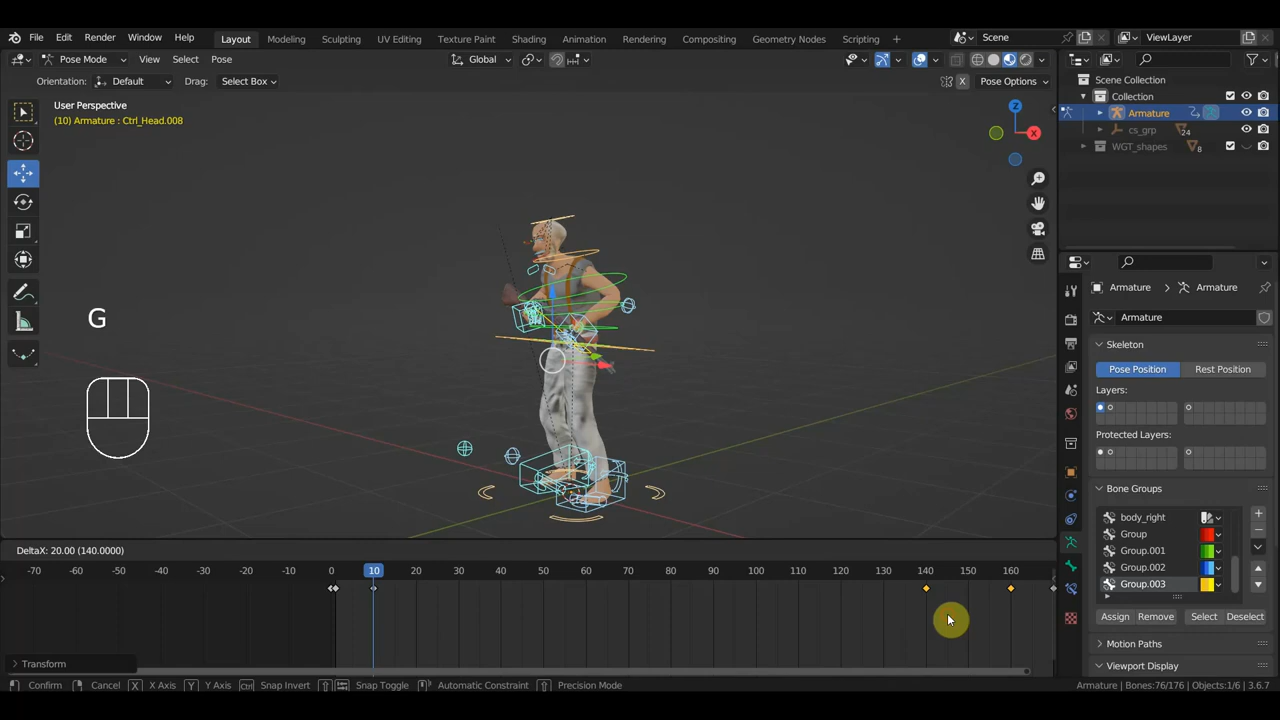 File Edit Render Window Help Layout Modeling Sculpting UV Editing Texture Paint Shading Animation Rendering Compositing Geometry Nodes Scripting + Scene ViewLayer
Pose Mode View Select Pose Global
Orientation: Default Drag: Select Box X Pose Options
User Perspective
(10) Armature : Ctrl_Head.008
Z
X
G
Scene Collection
Collection
Armature
cs_grp 24
WGT_shapes 8
Armature > Armature
Armature
Skeleton
Pose Position Rest Position
Layers:
Protected Layers:
Bone Groups
body_right
Group
Group.001
Group.002
Group.003
Assign Remove Select Deselect
Motion Paths
Viewport Display
DeltaX: 20.00 (140.0000)
-70 -60 -50 -40 -30 -20 -10 0 10 20 30 40 50 60 70 80 90 100 110 120 130 140 150 160
Transform
Confirm Cancel X X Axis Y Y Axis Ctrl Snap Invert Snap Toggle Automatic Constraint Precision Mode Armature | Bones:76/176 | Objects:1/6 | 3.6.7